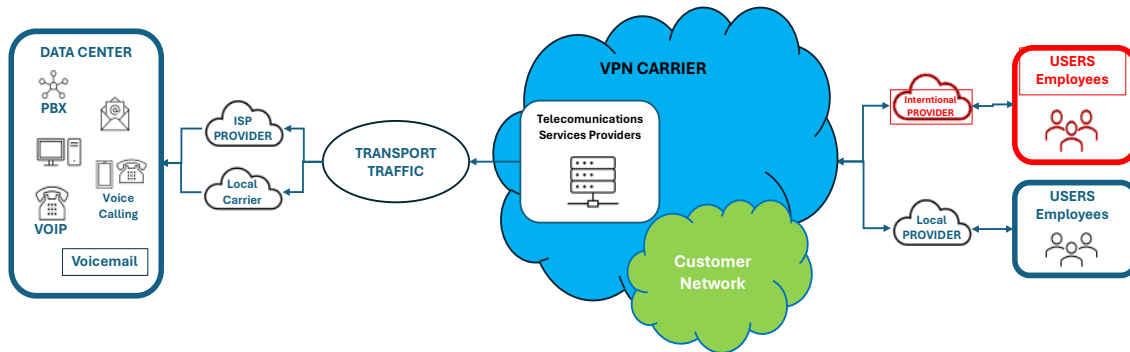 DATA CENTER
PBX
VOIP
Voice
Calling
Voicemail
ISP
PROVIDER
Local
Carrier
TRANSPORT
TRAFFIC
VPN CARRIER
Telecomunications
Services Providers
Customer
Network
Interntional
PROVIDER
USERS
Employees
Local
PROVIDER
USERS
Employees